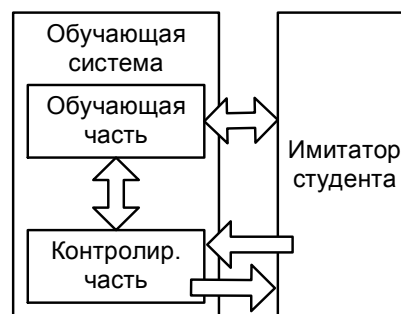 Обучающая
система
Обучающая
часть
Имитатор
студента
Контролир.
часть